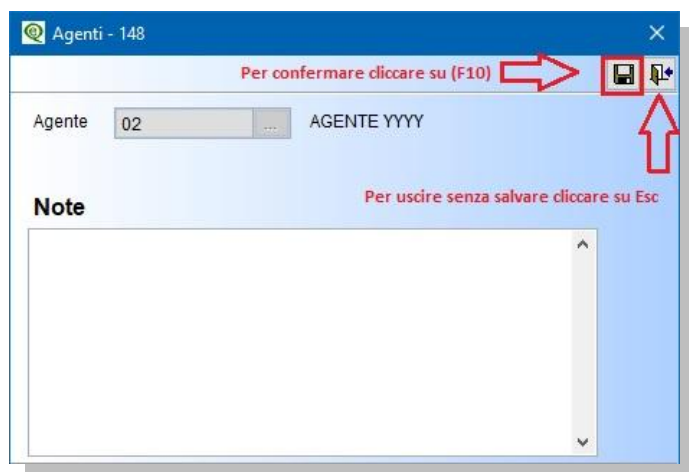 Agenti - 148
Per confermare cliccare su (F10)
Agente 02 ... AGENTE YYYY
Per uscire senza salvare cliccare su Esc
Note